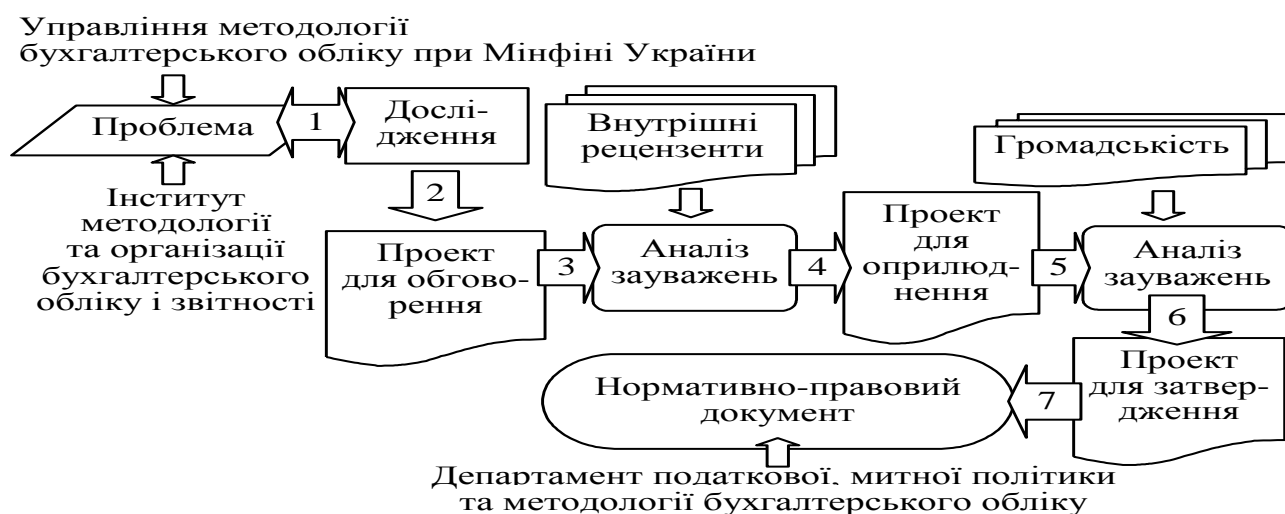 Управління методології
бухгалтерського обліку при Мінфіні України
Проблема
1
Дослі-
дження
Внутрішні
рецензенти
Громадськість
Інститут
методології
та організації
бухгалтерського
обліку і звітності
2
Проект
для обгово-
рення
3
Аналіз
зауважень
4
Проект
для
оприлюд-
нення
5
Аналіз
зауважень
6
Проект
для затвер-
дження
7
Нормативно-правовий
документ
Департамент податкової, митної політики
та методології бухгалтерського обліку